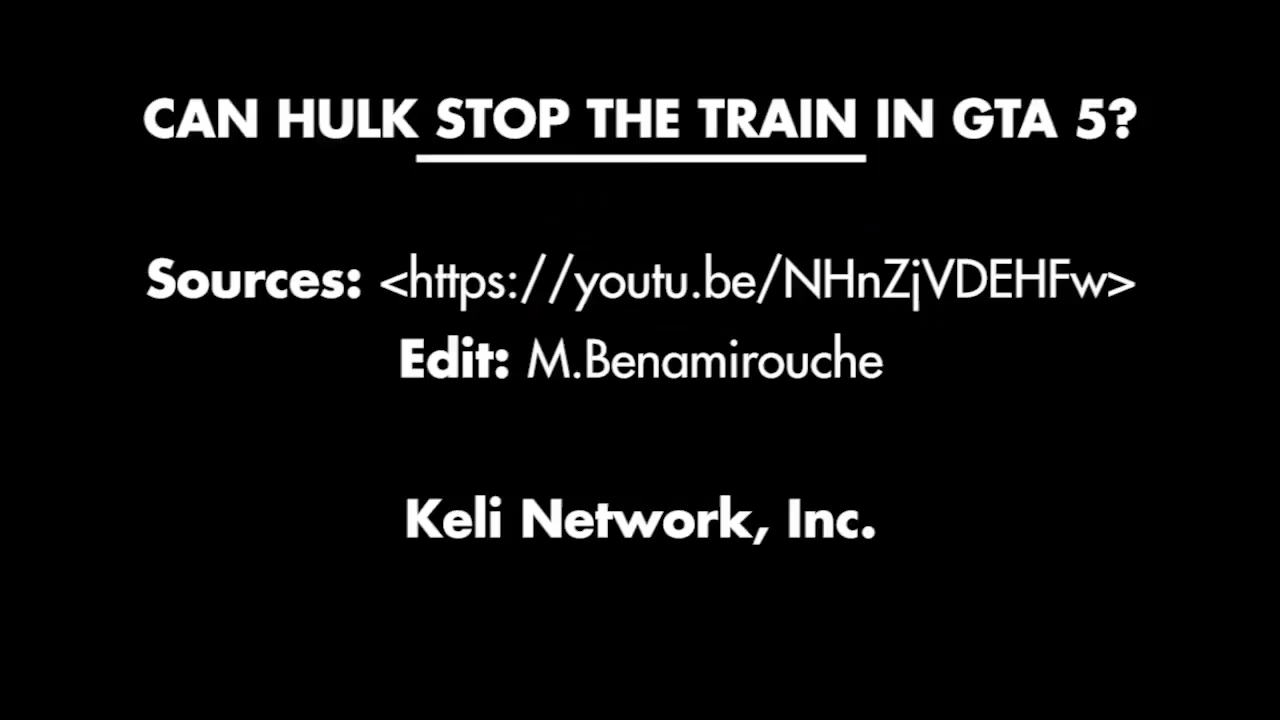 CAN HULK STOP THE TRAIN IN GTA 5?
Sources: <https://youtu.be/NHnZjVDEHFw>
Edit: M.Benamirouche
Keli Network, Inc.